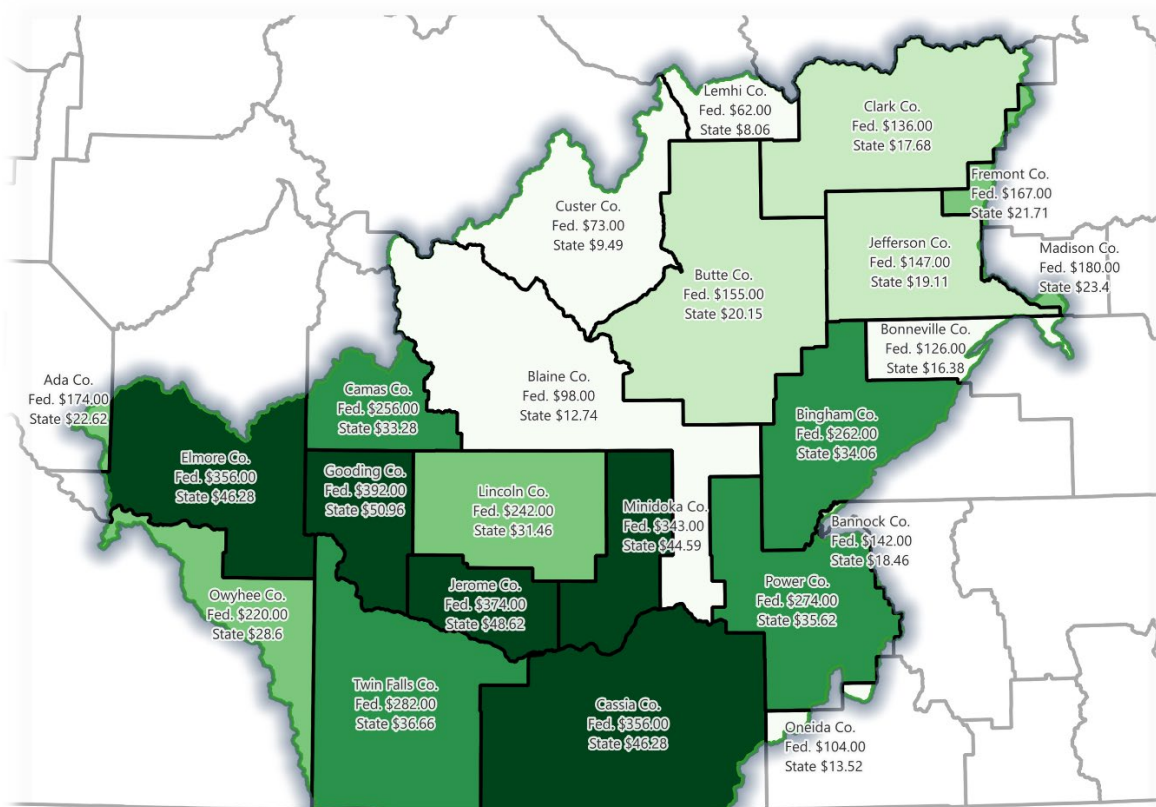 Lemhi Co.
Fed. $62.00
State $8.06
Clark Co.
Fed. $136.00
State $17.68
Fremont Co.
Fed. $167.00
State $21.71
Custer Co.
Fed. $73.00
State $9.49
Jefferson Co.
Fed. $147.00
State $19.11
Madison Co.
Fed. $180.00
State $23.4
Butte Co.
Fed. $155.00
State $20.15
Bonneville Co.
Fed. $126.00
State $16.38
Ada Co.
Fed. $174.00
State $22.62
Camas Co.
Fed. $256.00
State $33.28
Blaine Co.
Fed. $98.00
State $12.74
Bingham Co.
Fed. $262.00
State $34.06
Elmore Co.
Fed. $356.00
State $46.28
Gooding Co.
Fed. $392.00
State $50.96
Lincoln Co.
Fed. $242.00
State $31.46
Minidoka Co.
Fed. $343.00
State $44.59
Bannock Co.
Fed. $142.00
State $18.46
Owyhee Co.
Fed. $220.00
State $28.6
Jerome Co.
Fed. $374.00
State $48.62
Power Co.
Fed. $274.00
State $35.62
Twin Falls Co.
Fed. $282.00
State $36.66
Cassia Co.
Fed. $356.00
State $46.28
Oneida Co.
Fed. $104.00
State $13.52